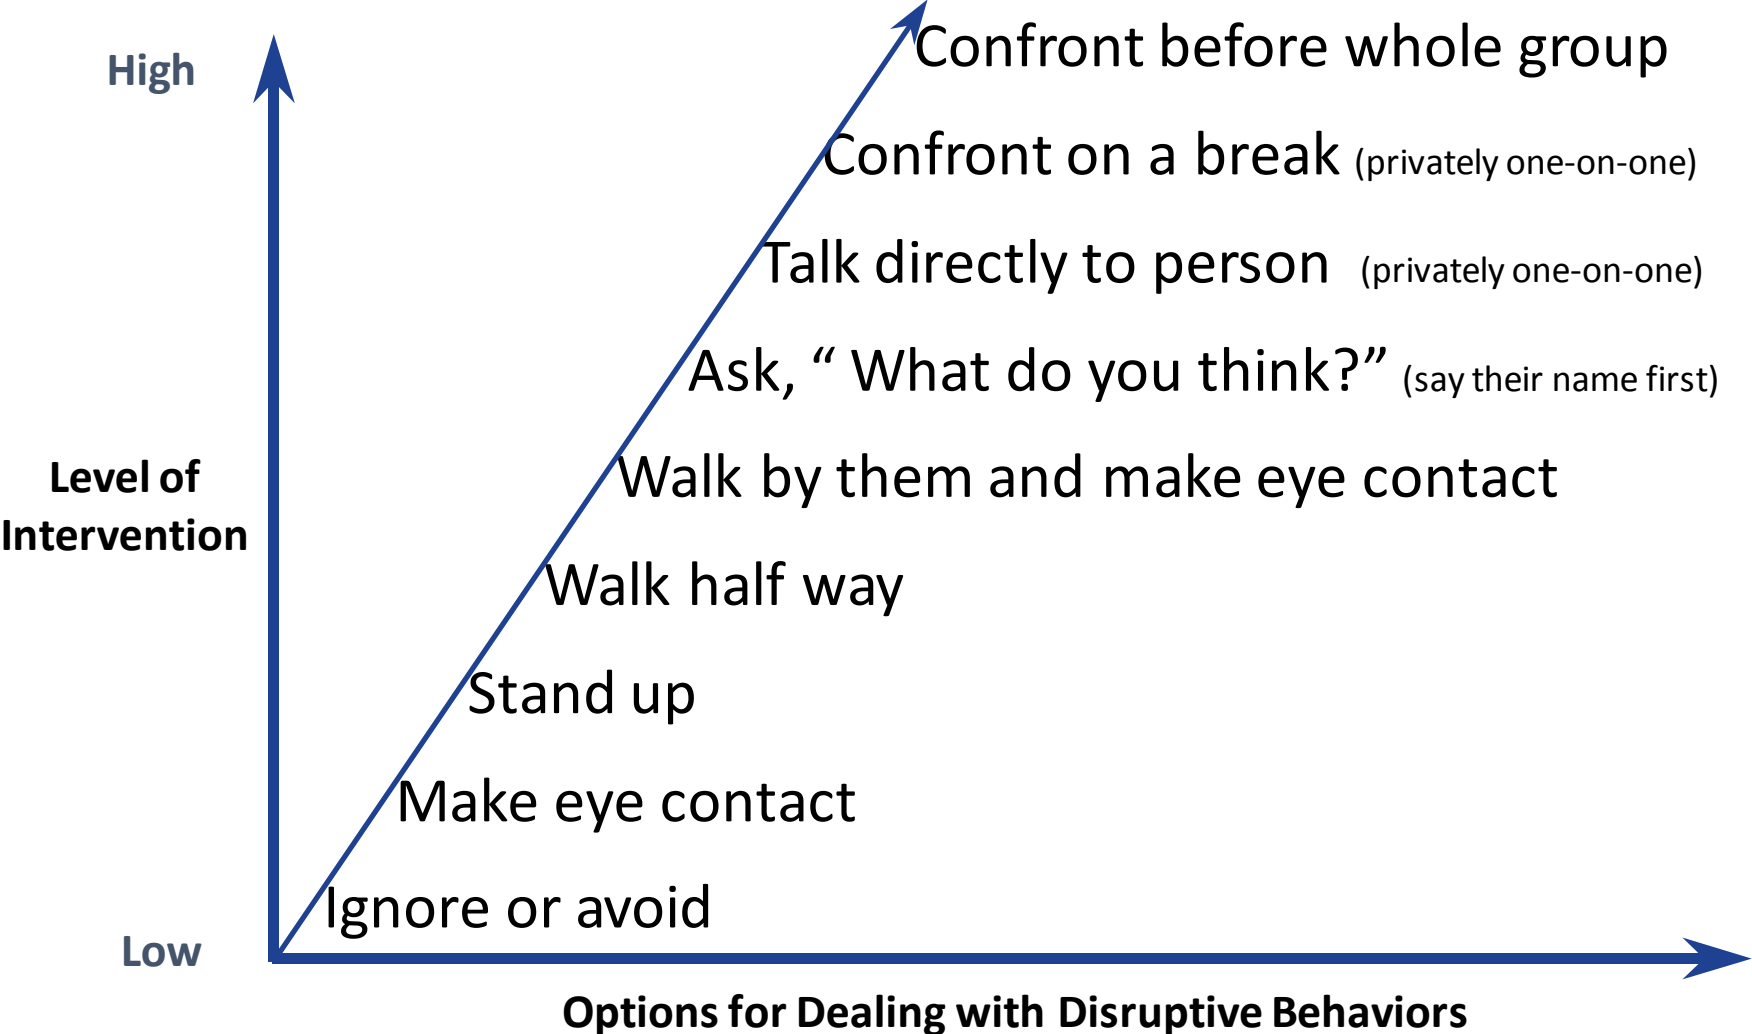 High
Confront before whole group
Confront on a break (privately one-on-one)
Talk directly to person (privately one-on-one)
Ask, “ What do you think?” (say their name first)
Level of
Intervention
Walk by them and make eye contact
Walk half way
Stand up
Make eye contact
Ignore or avoid
Low
Options for Dealing with Disruptive Behaviors